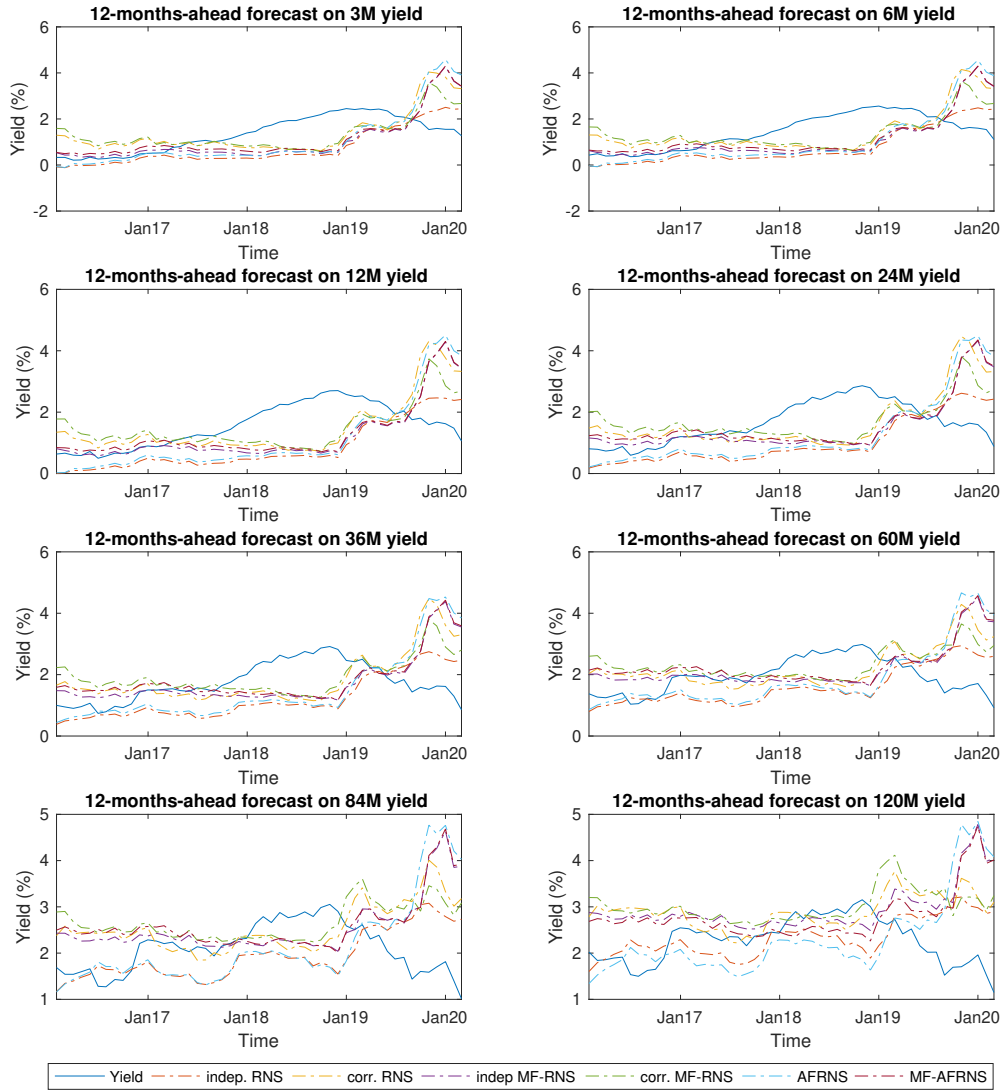 12-months-ahead forecast on 3M yield
6
4
2
0
-2
Yield (%)
Jan17 Jan18 Jan19 Jan20
Time
12-months-ahead forecast on 6M yield
6
4
2
0
-2
Yield (%)
Jan17 Jan18 Jan19 Jan20
Time
12-months-ahead forecast on 12M yield
6
4
2
0
Yield (%)
Jan17 Jan18 Jan19 Jan20
Time
12-months-ahead forecast on 24M yield
6
4
2
0
Yield (%)
Jan17 Jan18 Jan19 Jan20
Time
12-months-ahead forecast on 36M yield
6
4
2
0
Yield (%)
Jan17 Jan18 Jan19 Jan20
Time
12-months-ahead forecast on 60M yield
6
4
2
0
Yield (%)
Jan17 Jan18 Jan19 Jan20
Time
12-months-ahead forecast on 84M yield
5
4
3
2
1
Yield (%)
Jan17 Jan18 Jan19 Jan20
Time
12-months-ahead forecast on 120M yield
5
4
3
2
1
Yield (%)
Jan17 Jan18 Jan19 Jan20
Time
Yield indep. RNS corr. RNS indep MF-RNS corr. MF-RNS AFRNS MF-AFRNS